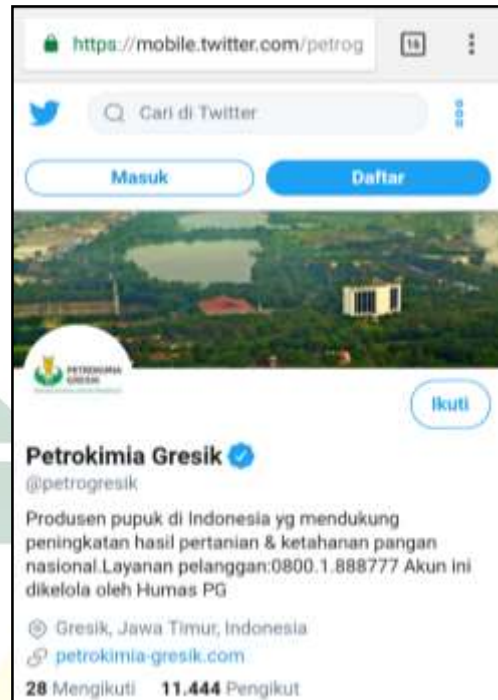 https://mobile.twitter.com/petrog
16
Cari di Twitter
Masuk
Daftar
PETROKIMIA
GRESIK
Ikuti
Petrokimia Gresik
@petrogresik
Produsen pupuk di Indonesia yg mendukung
peningkatan hasil pertanian & ketahanan pangan
nasional.Layanan pelanggan:0800.1.888777 Akun ini
dikelola oleh Humas PG
Gresik, Jawa Timur, Indonesia
petrokimia-gresik.com
28 Mengikuti 11.444 Pengikut